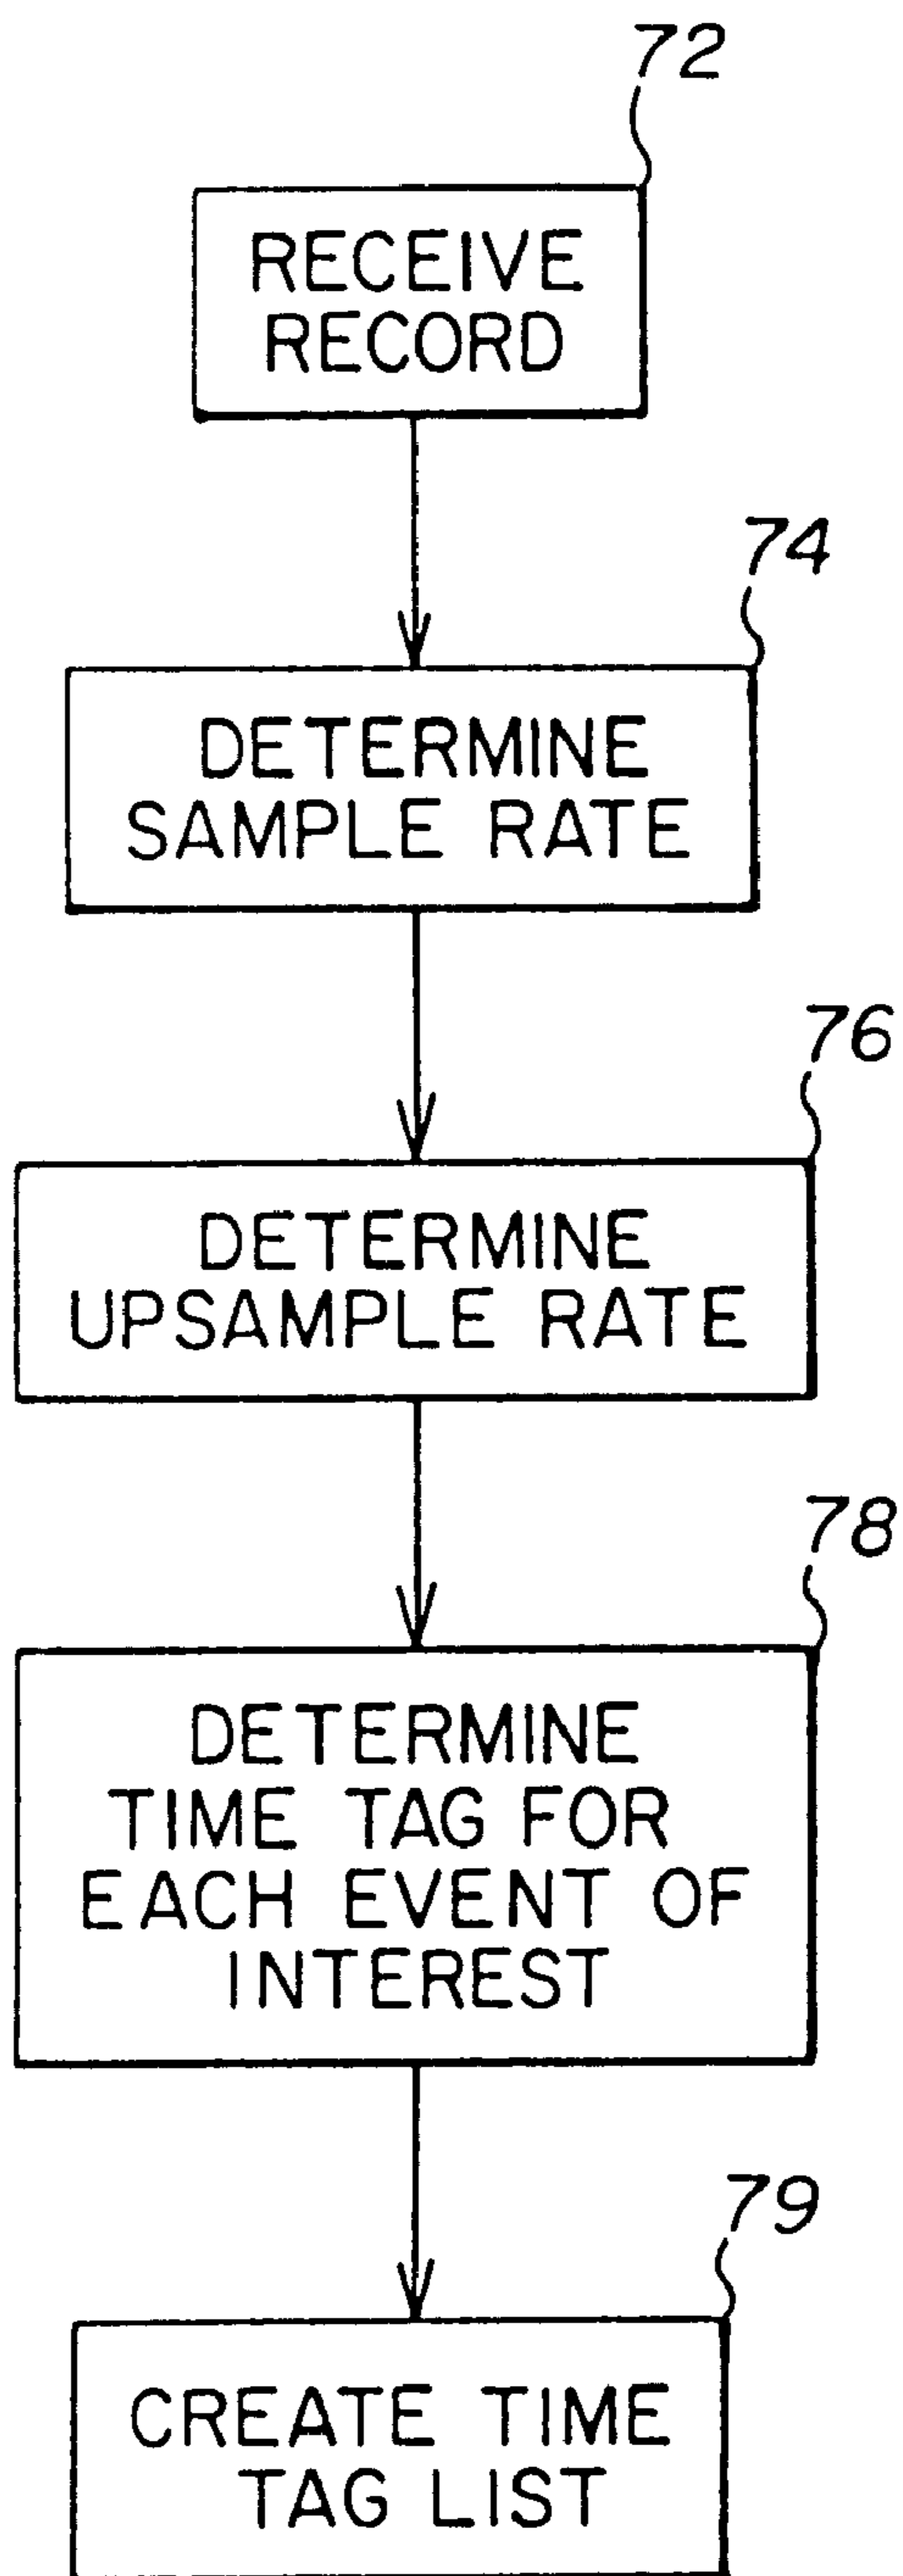 72
RECEIVE
RECORD
74
DETERMINE
SAMPLE RATE
76
DETERMINE
UPSAMPLE RATE
78
DETERMINE
TIME TAG FOR
EACH EVENT OF
INTEREST
79
CREATE TIME
TAG LIST